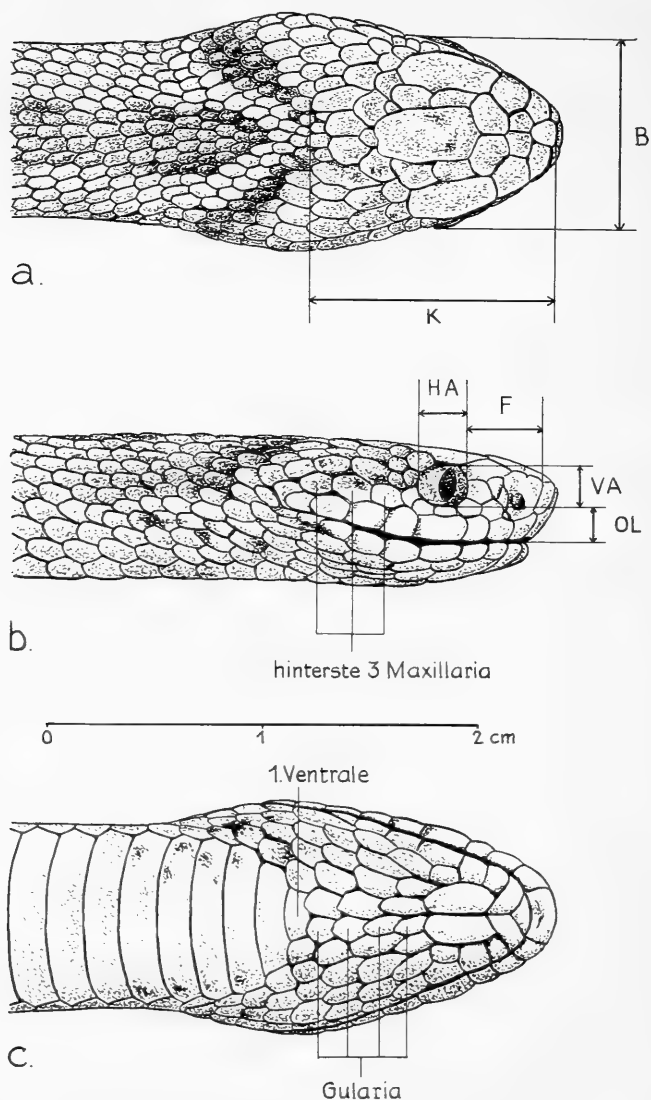 B
a.
K
HA
F
VA
OL
b.
hinterste 3 Maxillaria
0 1 2 cm
1.Ventrale
c.
Gularia